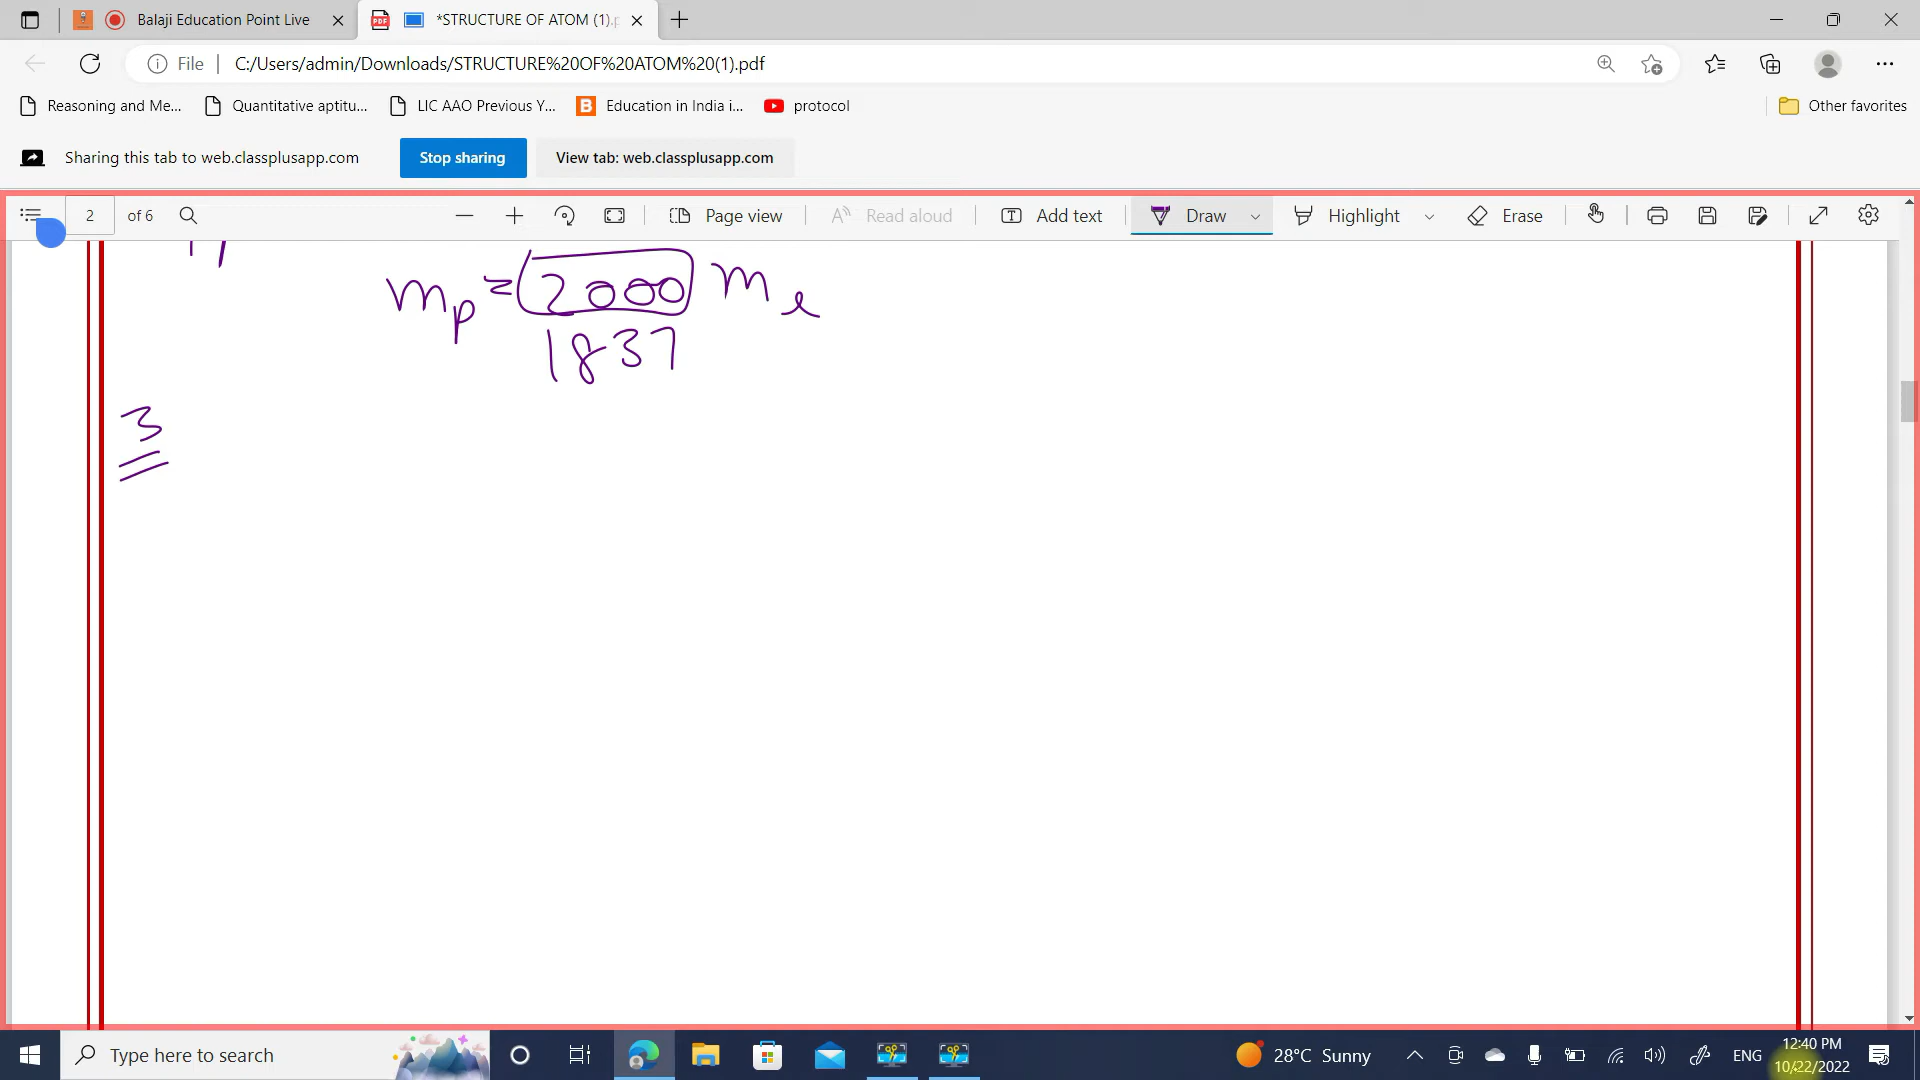 Balaji Education Point Live
*STRUCTURE OF ATOM (1).p
File C:/Users/admin/Downloads/STRUCTURE%20OF%20ATOM%20(1).pdf
Reasoning and Me... Quantitative aptitu... LIC AAO Previous Y... Education in India i... protocol Other favorites
Sharing this tab to web.classplusapp.com Stop sharing View tab: web.classplusapp.com
2 of 6 Page view Read aloud Add text Draw Highlight Erase
mp = 2000 me
1837
3
Type here to search 28°C Sunny ENG 12:40 PM
10/22/2022